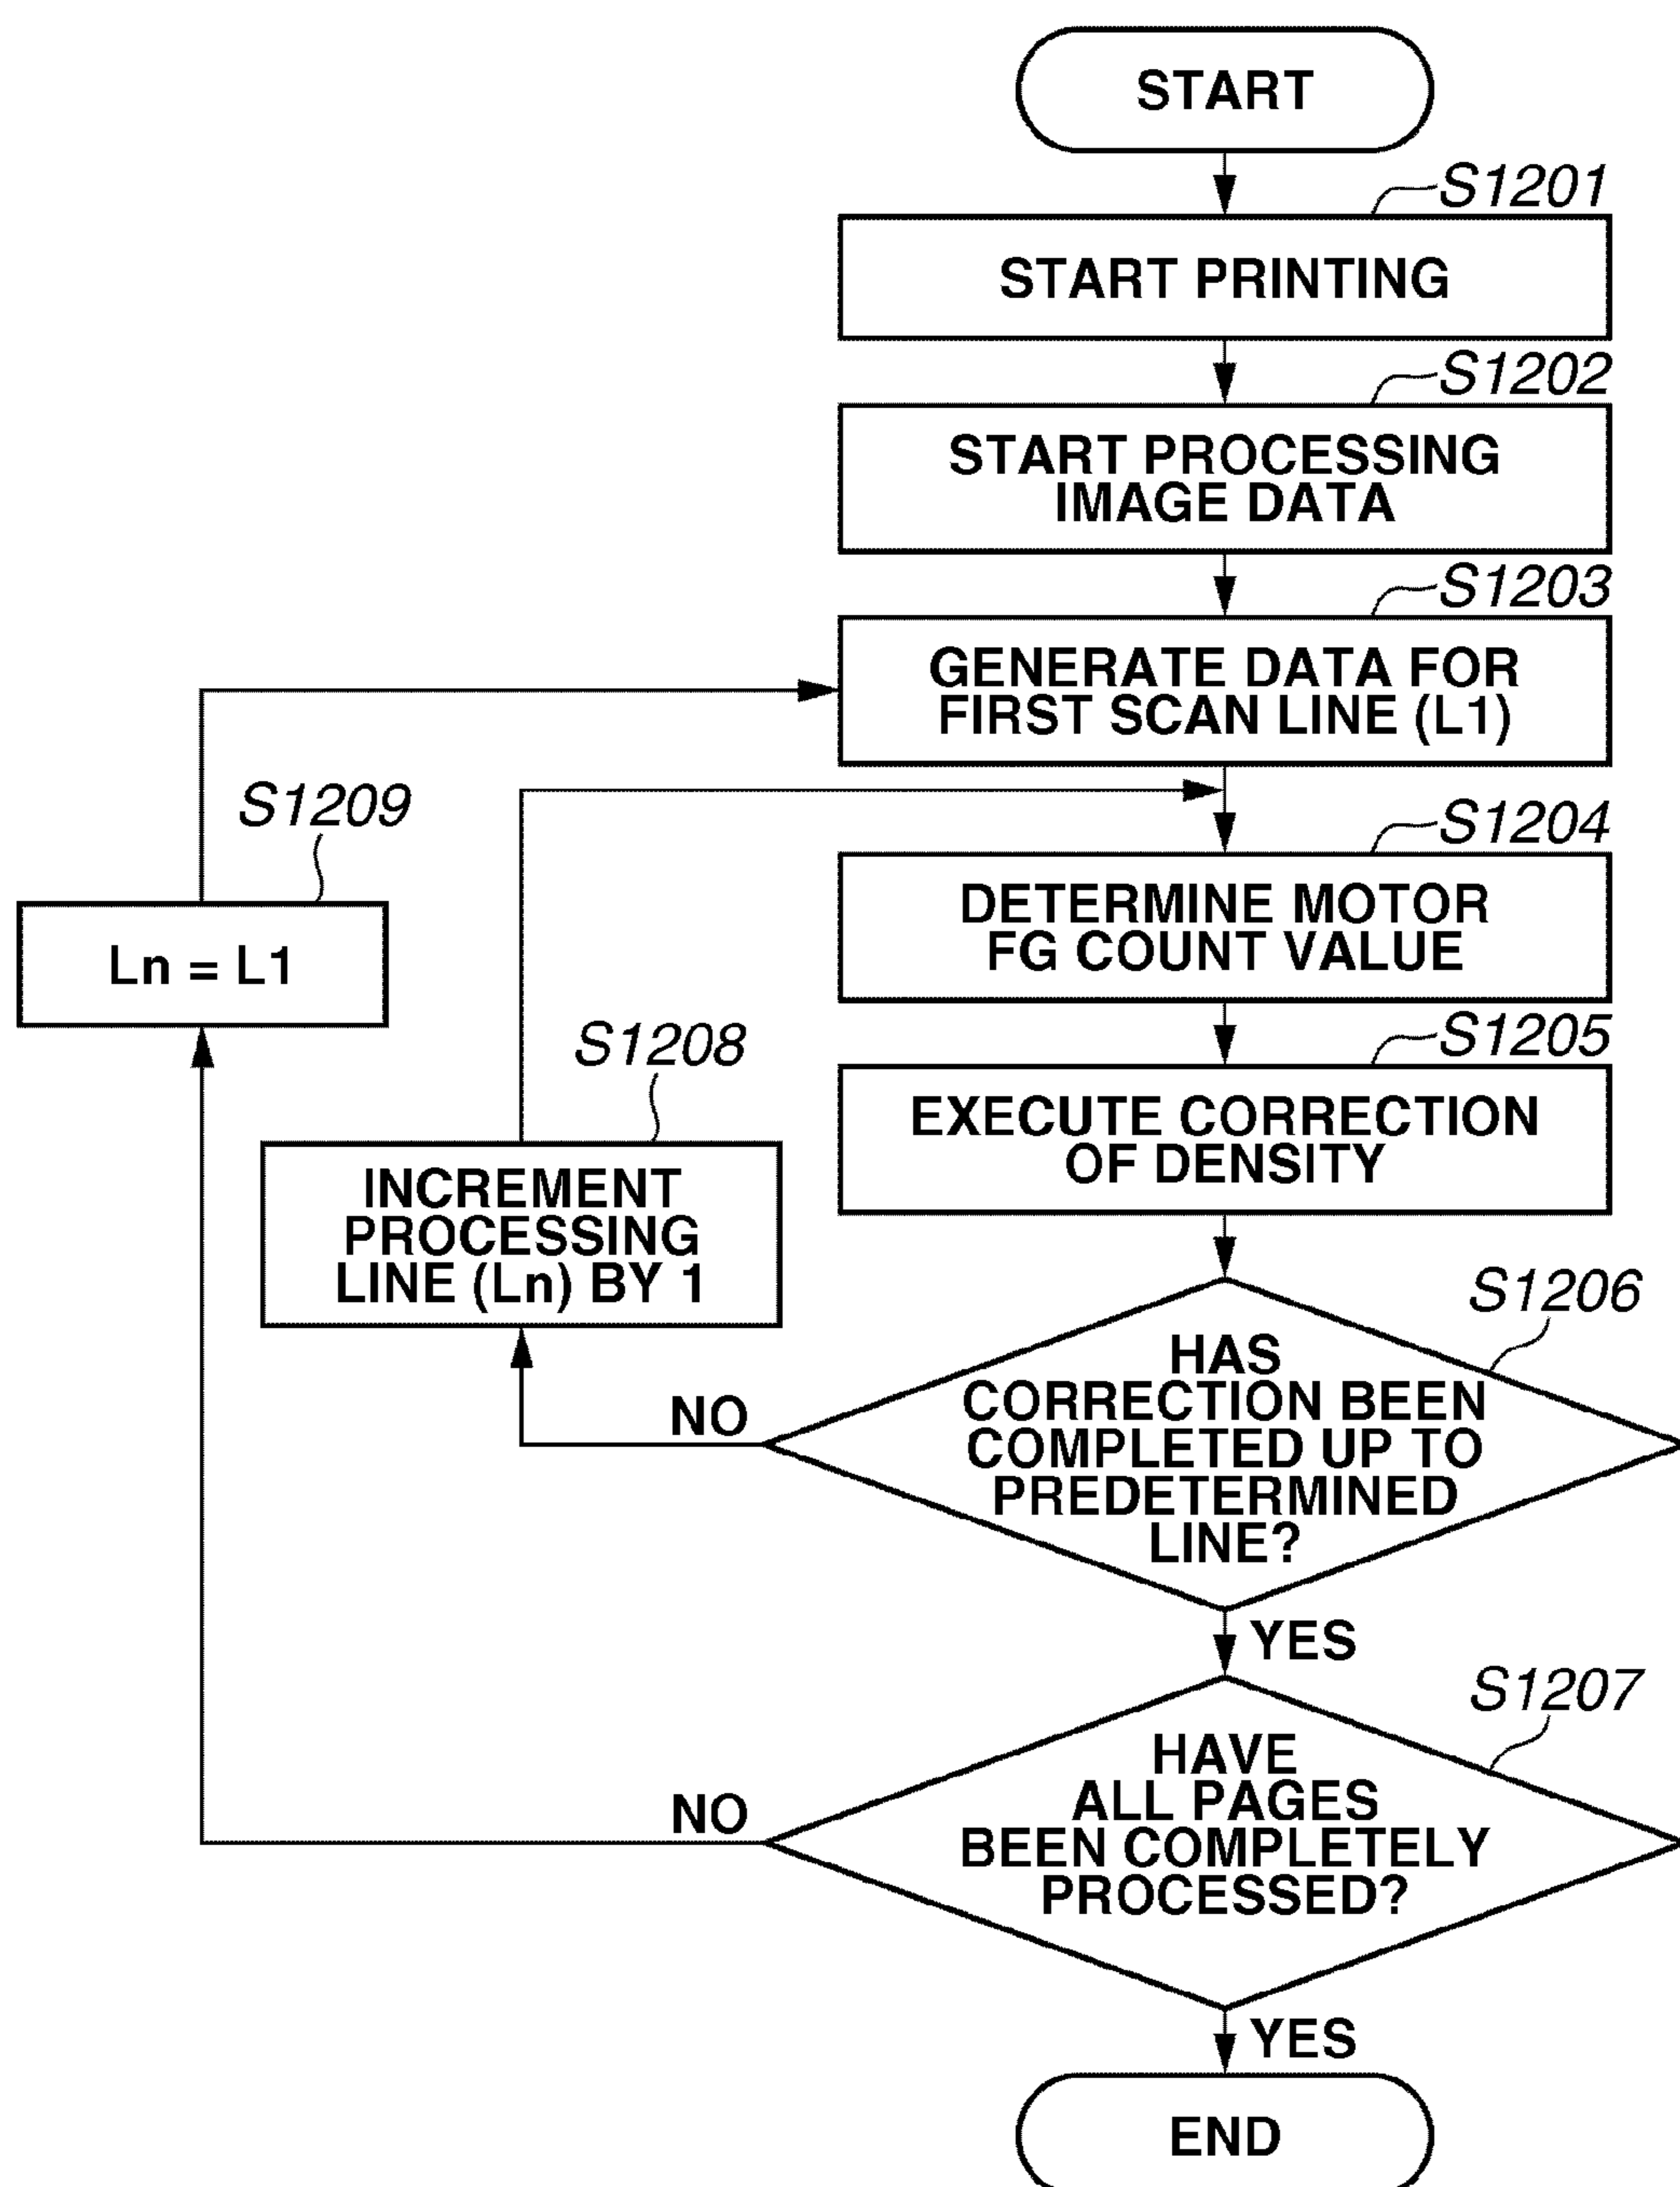 START
S1201
START PRINTING
S1202
START PROCESSING
IMAGE DATA
S1203
GENERATE DATA FOR
FIRST SCAN LINE (L1)
S1209
Ln = L1
S1204
DETERMINE MOTOR
FG COUNT VALUE
S1205
EXECUTE CORRECTION
OF DENSITY
S1208
INCREMENT
PROCESSING
LINE (Ln) BY 1
S1206
HAS
CORRECTION BEEN
COMPLETED UP TO
PREDETERMINED
LINE?
NO
YES
S1207
HAVE
ALL PAGES
BEEN COMPLETELY
PROCESSED?
NO
YES
END